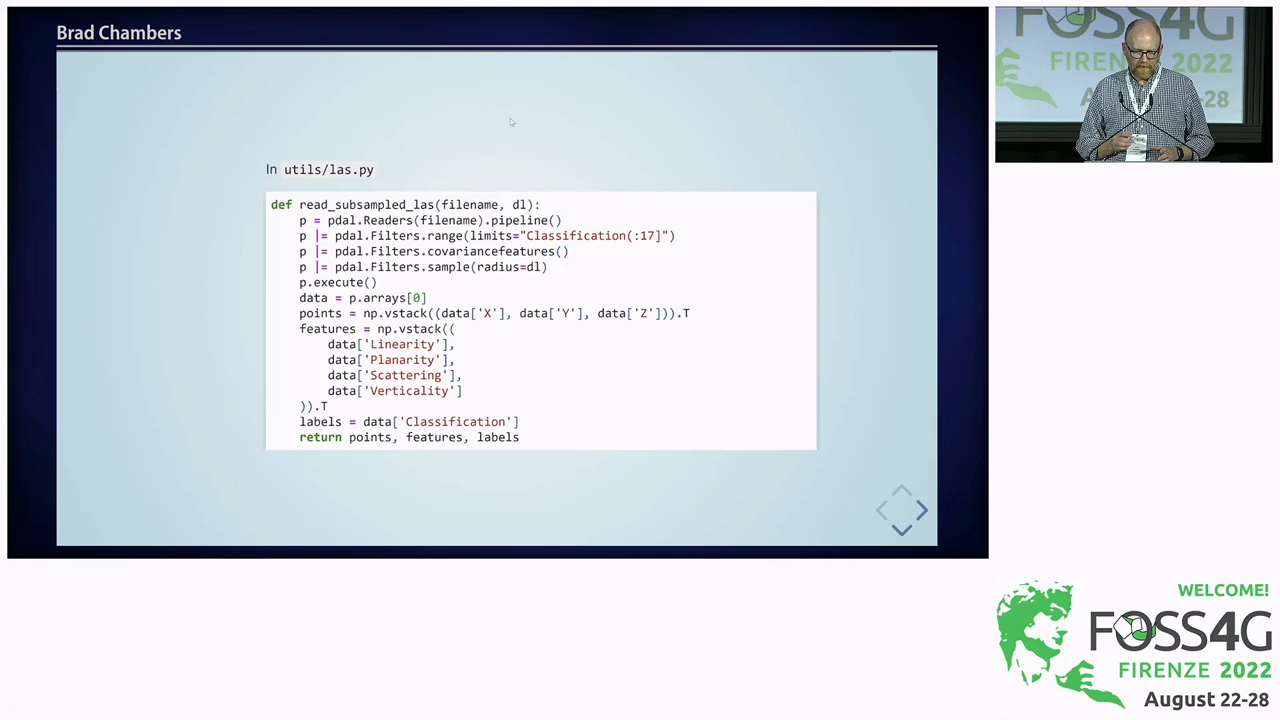 Brad Chambers
In utils/las.py
def read_subsampled_las(filename, dl):
    p = pdal.Readers(filename).pipeline()
    p |= pdal.Filters.range(limits="Classification(:17]")
    p |= pdal.Filters.covariancefeatures()
    p |= pdal.Filters.sample(radius=dl)
    p.execute()
    data = p.arrays[0]
    points = np.vstack((data['X'], data['Y'], data['Z'])).T
    features = np.vstack((
        data['Linearity'],
        data['Planarity'],
        data['Scattering'],
        data['Verticality']
    )).T
    labels = data['Classification']
    return points, features, labels
FOSS4G
FIRENZE 2022
28
WELCOME!
FOSS4G
FIRENZE 2022
August 22-28